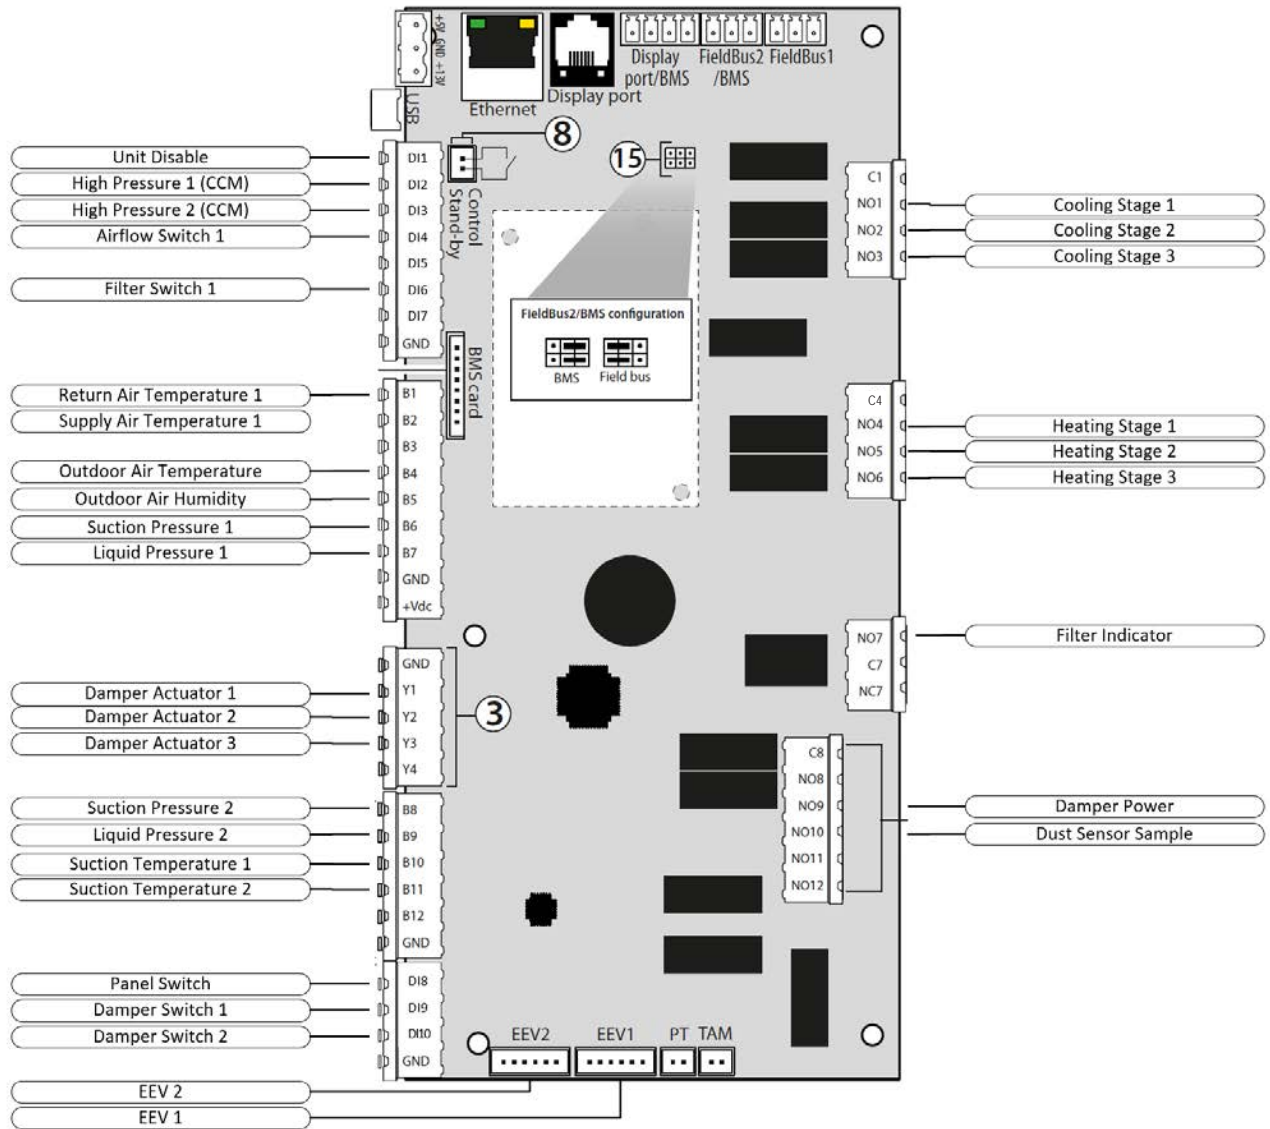 +5V GND +13V
USB
Ethernet
Display port
Display
port/BMS
FieldBus2
/BMS
FieldBus1
8
15
Control
Stand-by
BMS card
FieldBus2/BMS configuration
BMS
Field bus
Unit Disable
High Pressure 1 (CCM)
High Pressure 2 (CCM)
Airflow Switch 1
Filter Switch 1
DI1
DI2
DI3
DI4
DI5
DI6
DI7
GND
Return Air Temperature 1
Supply Air Temperature 1
Outdoor Air Temperature
Outdoor Air Humidity
Suction Pressure 1
Liquid Pressure 1
B1
B2
B3
B4
B5
B6
B7
GND
+Vdc
Damper Actuator 1
Damper Actuator 2
Damper Actuator 3
GND
Y1
Y2
Y3
Y4
3
Suction Pressure 2
Liquid Pressure 2
Suction Temperature 1
Suction Temperature 2
B8
B9
B10
B11
B12
GND
Panel Switch
Damper Switch 1
Damper Switch 2
DI8
DI9
DI10
GND
EEV2
EEV1
PT
TAM
EEV 2
EEV 1
C1
NO1
NO2
NO3
Cooling Stage 1
Cooling Stage 2
Cooling Stage 3
C4
NO4
NO5
NO6
Heating Stage 1
Heating Stage 2
Heating Stage 3
NO7
C7
NC7
Filter Indicator
C8
NO8
NO9
NO10
NO11
NO12
Damper Power
Dust Sensor Sample